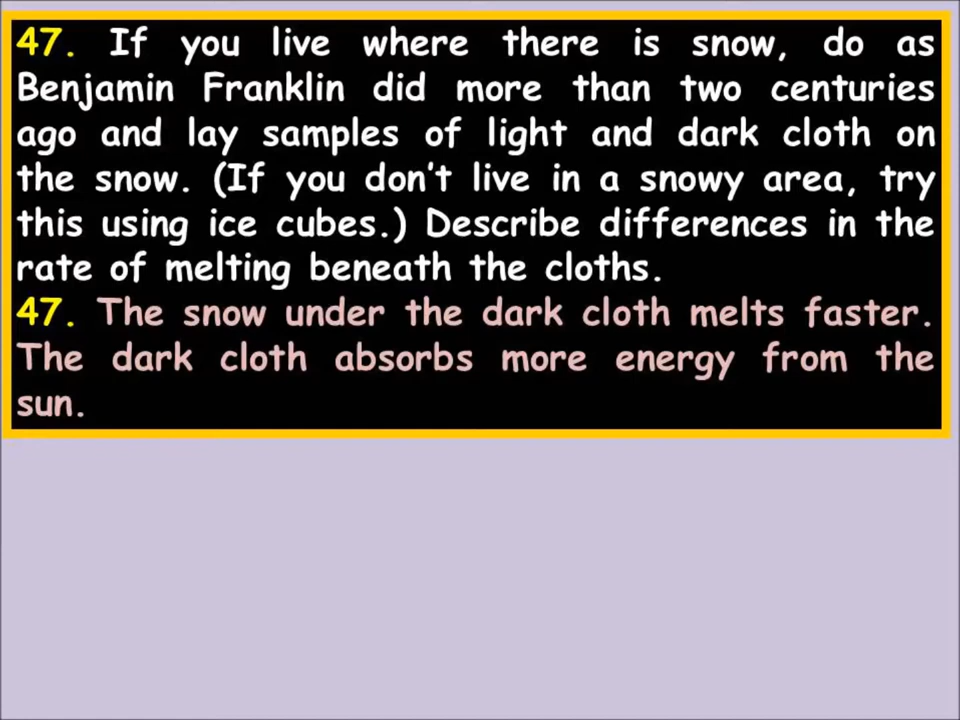 47. If you live where there is snow, do as
Benjamin Franklin did more than two centuries
ago and lay samples of light and dark cloth on
the snow. (If you don't live in a snowy area, try
this using ice cubes.) Describe differences in the
rate of melting beneath the cloths.
47. The snow under the dark cloth melts faster.
The dark cloth absorbs more energy from the
sun.